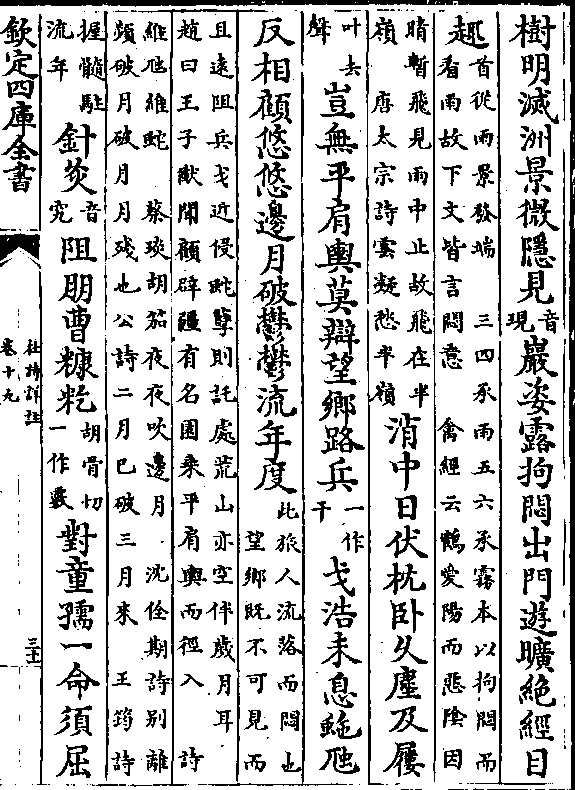 樹明滅洲景微隱見音現巖姿露拘悶出門遊曠絶經目
趣首從雨景發端 三四承雨五六承霧本以拘悶而
看雨故下文皆言悶意 禽經云鶴愛陽而惡陰因
晴暫飛見雨中止故飛在半
嶺 唐太宗詩雲凝愁半嶺消中日伏枕卧久塵及屨
叶去聲豈無平肩輿莫辯望鄉路兵一作干戈浩未息虵虺
反相顧悠悠邊月破鬱鬱流年度此旅人流落而悶也
望鄉既不可見而
且遠阻兵戈近侵虵孽則託處荒山亦空伴歲月耳
趙曰王子猷聞顧辟疆有名園乘平肩輿而徑入 詩
維虺維蛇 蔡琰胡笳夜夜吹邊月 沈佺期詩别離
頻破月破月月殘也公詩二月已破三月來 王筠詩
握髓駐流年針灸音究阻朋曹糠籺胡骨切一作覈對童孺一命須屈
欽定四庫全書
杜詩詳註
卷十九